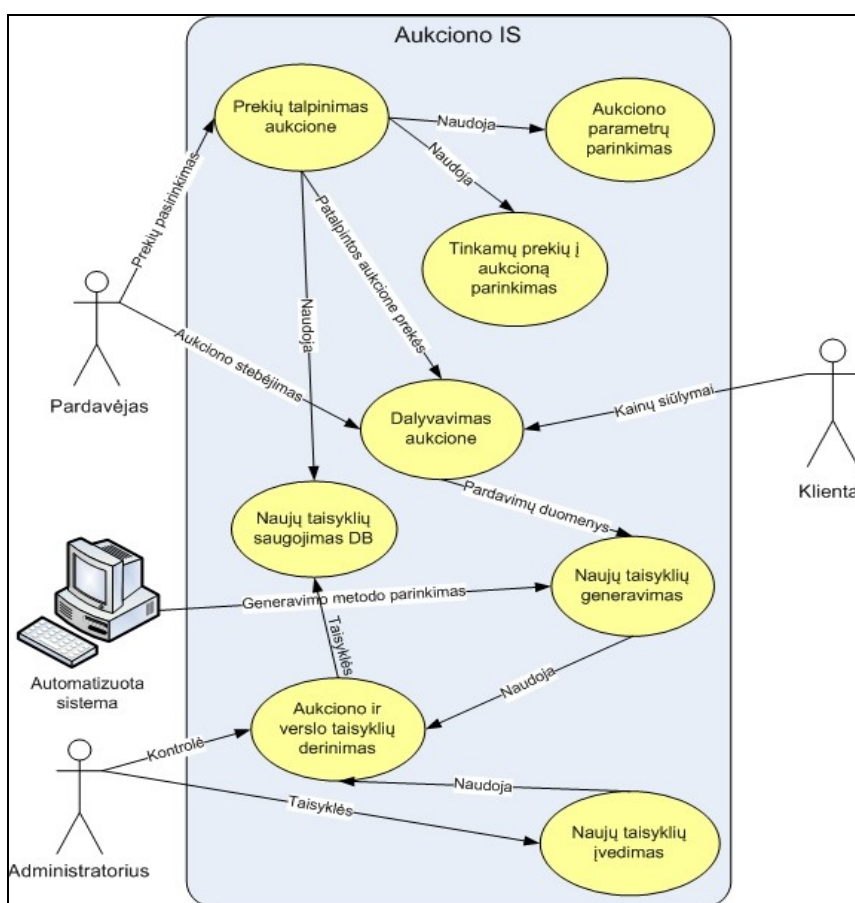 Aukciono IS
Prekių talpinimas
aukcione
Naudoja
Aukciono
parametrų
parinkimas
Naudoja
Prekių pasirinkimas
Tinkamų prekių į
aukcioną
parinkimas
Patalpintos aukcione prekės
Naudoja
Pardavėjas
Aukciono stebėjimas
Dalyvavimas
aukcione
Kainų siūlymai
Klienta
Pardavimų duomenys
Naujų taisyklių
saugojimas DB
Naujų taisyklių
generavimas
Generavimo metodo parinkimas
Automatizuota
sistema
Taisyklės
Naudoja
Aukciono ir
verslo taisyklių
derinimas
Kontrolė
Naudoja
Taisyklės
Naujų taisyklių
įvedimas
Administratorius